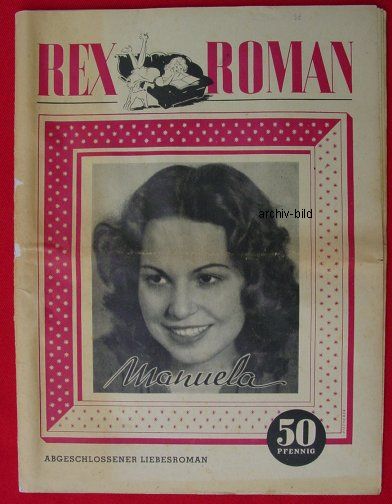 REX ROMAN
archiv-bild
Manuela
50
PFENNIG
ABGESCHLOSSENER LIEBESROMAN